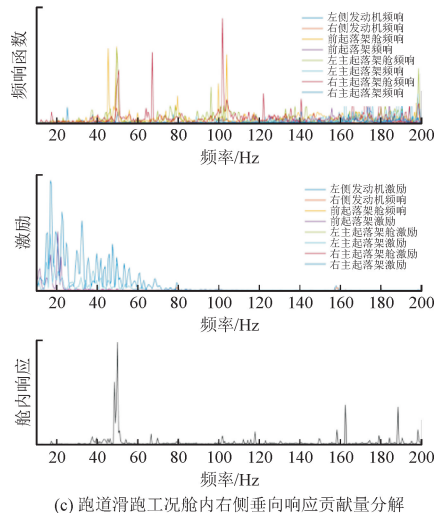 左侧发动机频响
右侧发动机频响
前起落架舱频响
前起落架频响
左主起落架舱频响
左主起落架频响
右主起落架舱频响
右主起落架频响
频响函数
20 40 60 80 100 120 140 160 180 200
频率/Hz
左侧发动机激励
右侧发动机频响
前起落架舱频响
前起落架激励
左主起落架舱激励
左主起落架激励
右主起落架舱激励
右主起落架激励
激励
20 40 60 80 100 120 140 160 180 200
频率/Hz
舱内响应
20 40 60 80 100 120 140 160 180 200
频率/Hz
(c) 跑道滑跑工况舱内右侧垂向响应贡献量分解